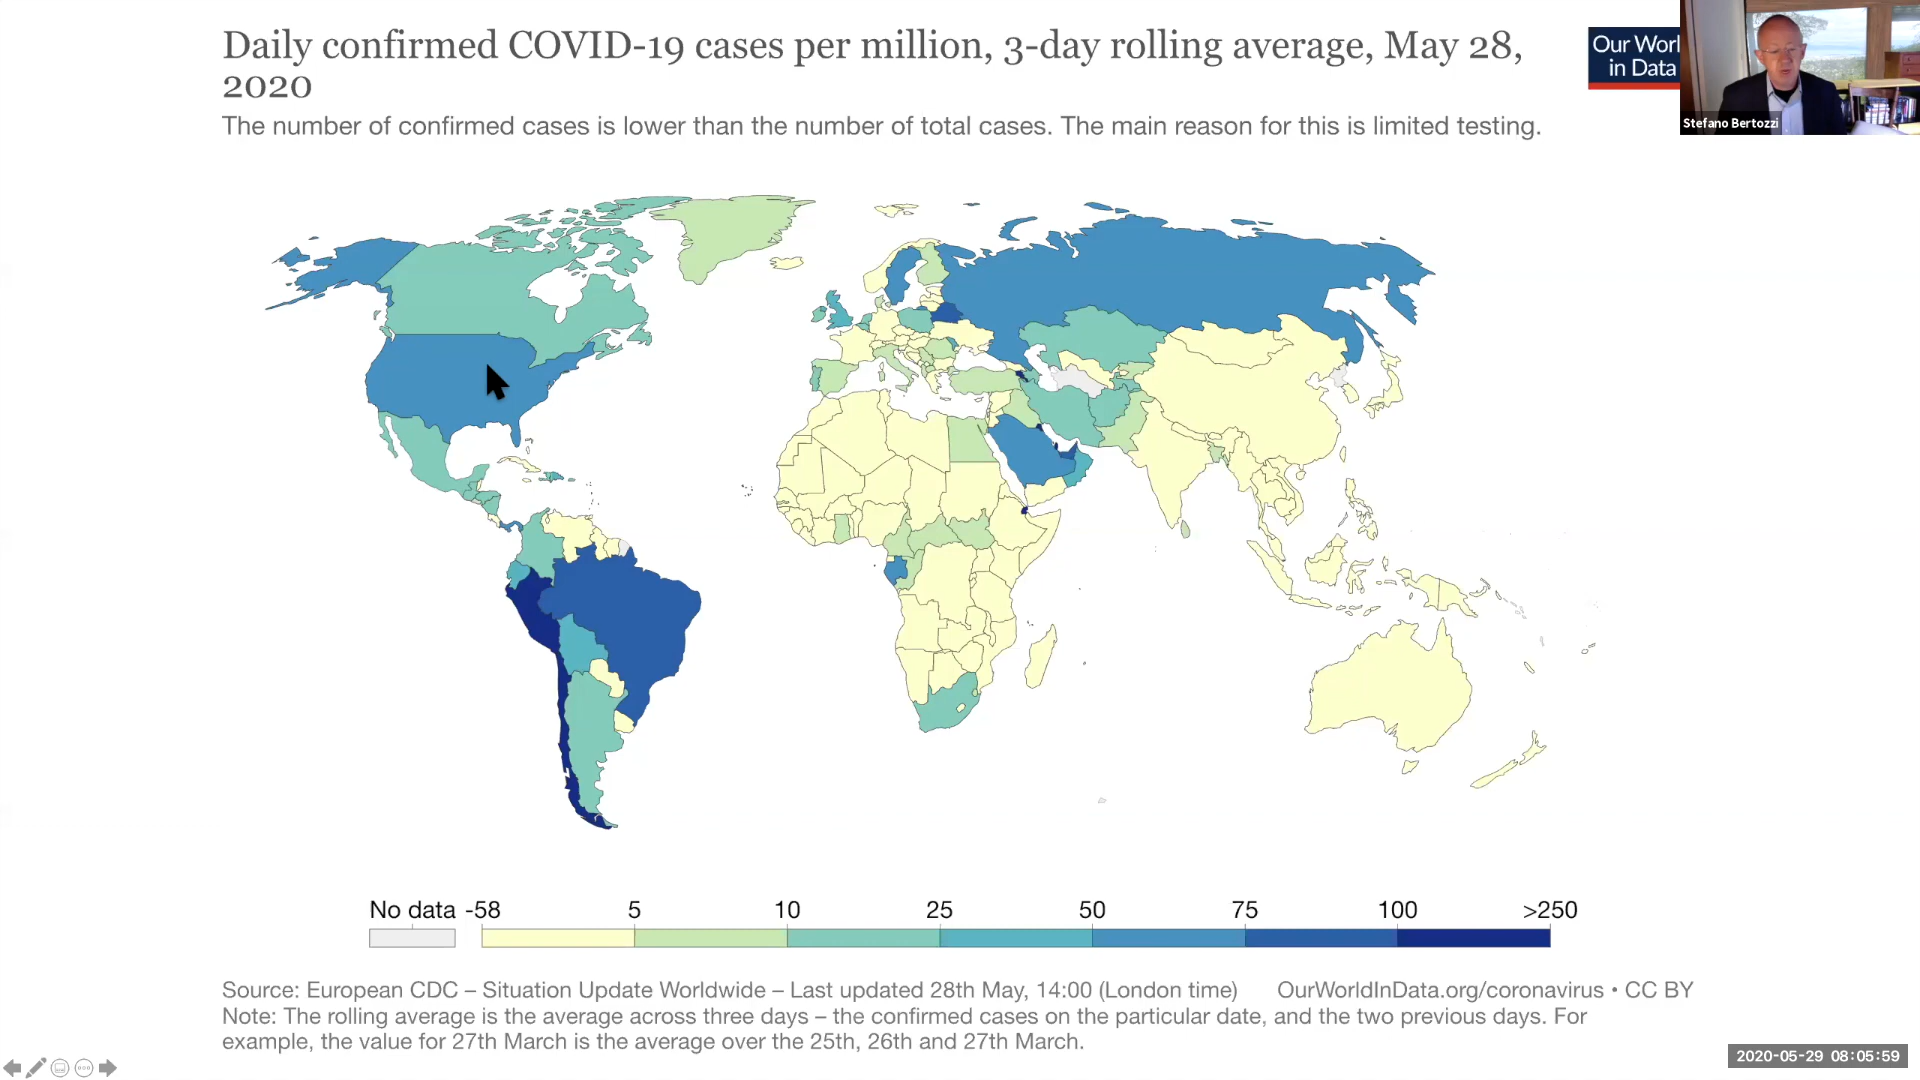 Daily confirmed COVID-19 cases per million, 3-day rolling average, May 28,
2020
The number of confirmed cases is lower than the number of total cases. The main reason for this is limited testing.
Our Worl
in Data
Stefano Bertozzi
No data -58 5 10 25 50 75 100 >250
Source: European CDC – Situation Update Worldwide – Last updated 28th May, 14:00 (London time) OurWorldInData.org/coronavirus • CC BY
Note: The rolling average is the average across three days – the confirmed cases on the particular date, and the two previous days. For
example, the value for 27th March is the average over the 25th, 26th and 27th March.
2020-05-29 08:05:59